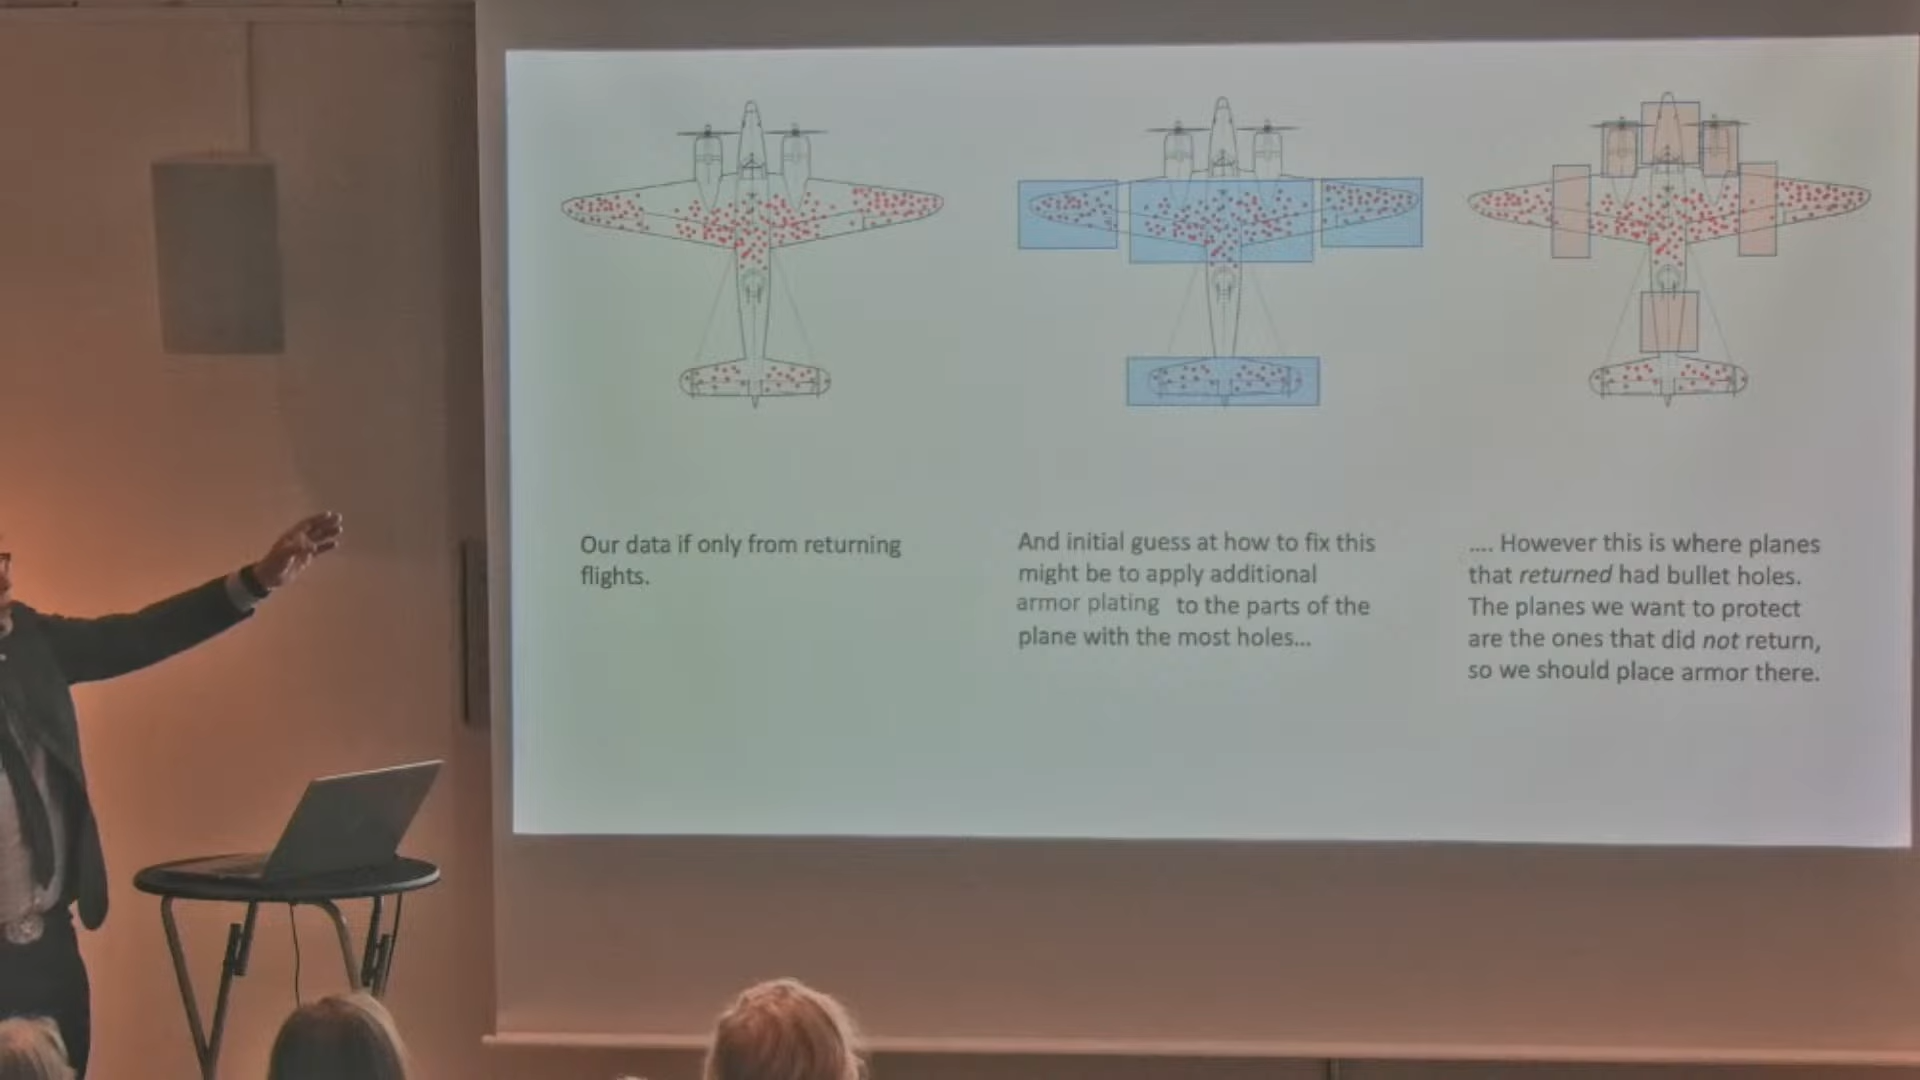 Our data if only from returning
flights.
And initial guess at how to fix this
might be to apply additional
armor plating to the parts of the
plane with the most holes...
.... However this is where planes
that returned had bullet holes.
The planes we want to protect
are the ones that did not return,
so we should place armor there.